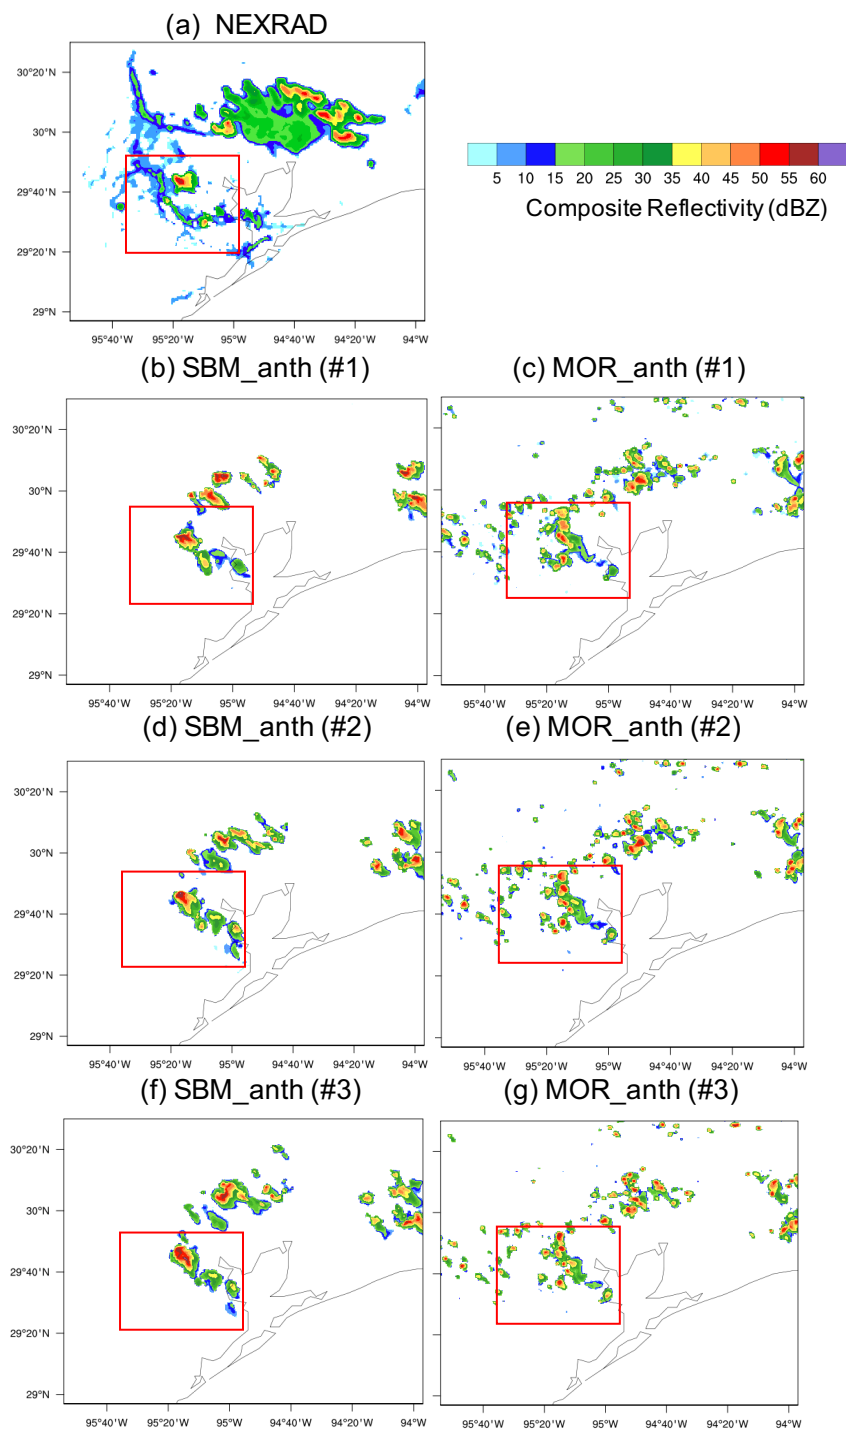 (a) NEXRAD
30°20'N
30°N
29°40'N
29°20'N
29°N
95°40'W 95°20'W 95°W 94°40'W 94°20'W 94°W
5 10 15 20 25 30 35 40 45 50 55 60
Composite Reflectivity (dBZ)
(b) SBM_anth (#1)
(c) MOR_anth (#1)
30°20'N
30°N
29°40'N
29°20'N
29°N
95°40'W 95°20'W 95°W 94°40'W 94°20'W 94°W
95°40'W 95°20'W 95°W 94°40'W 94°20'W 94°W
(d) SBM_anth (#2)
(e) MOR_anth (#2)
30°20'N
30°N
29°40'N
29°20'N
29°N
95°40'W 95°20'W 95°W 94°40'W 94°20'W 94°W
95°40'W 95°20'W 95°W 94°40'W 94°20'W 94°W
(f) SBM_anth (#3)
(g) MOR_anth (#3)
30°20'N
30°N
29°40'N
29°20'N
29°N
95°40'W 95°20'W 95°W 94°40'W 94°20'W 94°W
95°40'W 95°20'W 95°W 94°40'W 94°20'W 94°W